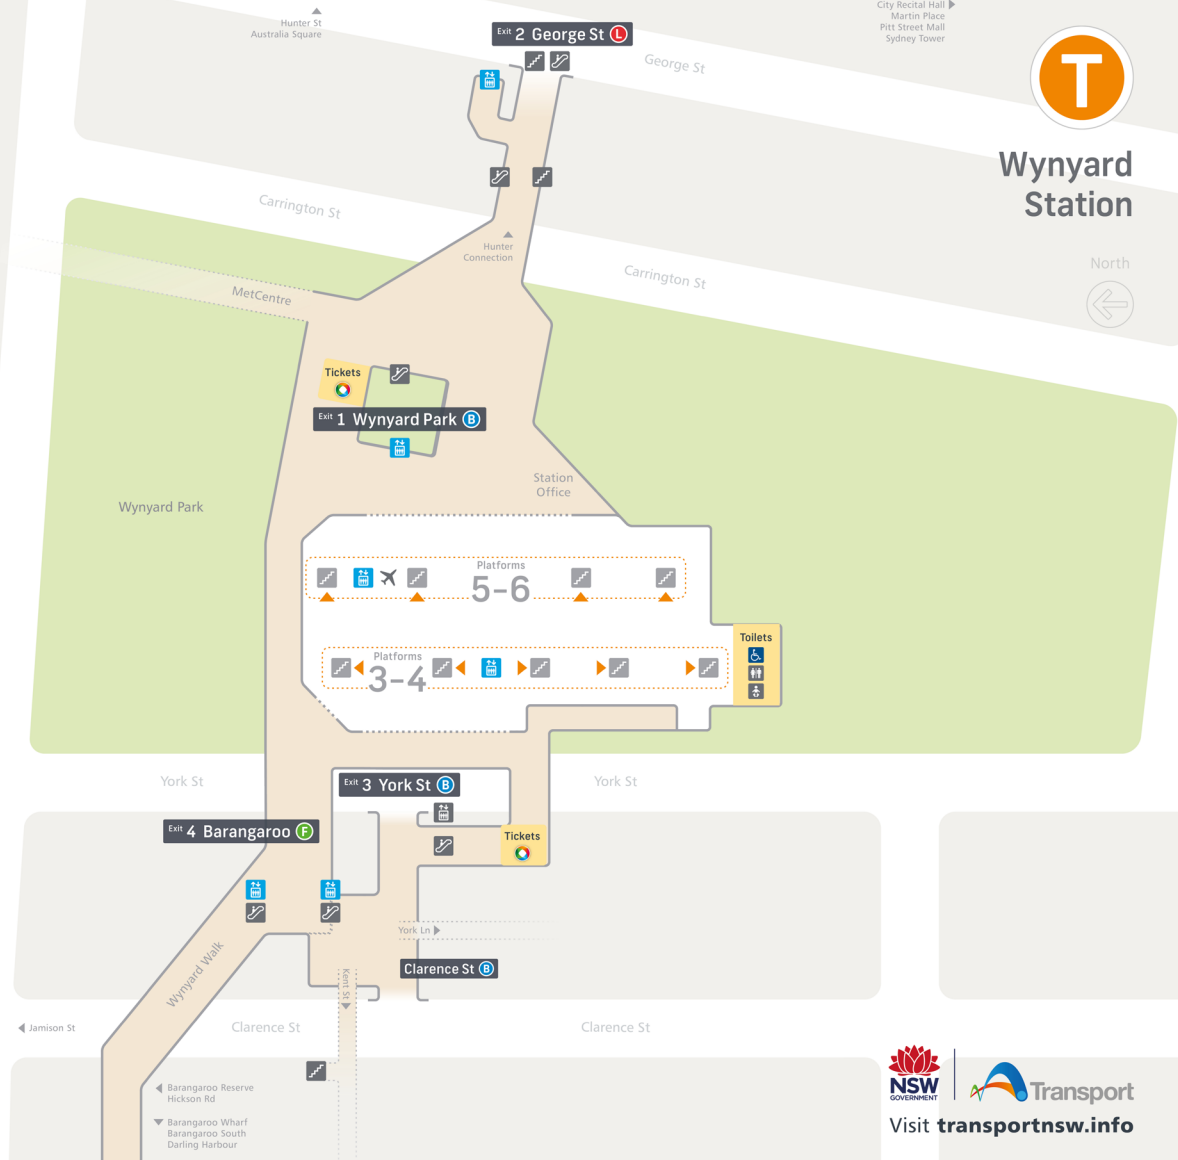 Hunter St
Australia Square
Exit 2 George St L
George St
City Recital Hall
Martin Place
Pitt Street Mall
Sydney Tower
T
Wynyard
Station
Carrington St
Hunter
Connection
Carrington St
North
MetCentre
Tickets
Exit 1 Wynyard Park B
Station
Office
Wynyard Park
Platforms
5-6
Platforms
3-4
Toilets
York St
Exit 3 York St B
York St
Exit 4 Barangaroo F
Tickets
York Ln
Wynyard Walk
Clarence St B
Kent St
Jamison St
Clarence St
Clarence St
Barangaroo Reserve
Hickson Rd
Barangaroo Wharf
Barangaroo South
Darling Harbour
NSW
GOVERNMENT
Transport
Visit transportnsw.info